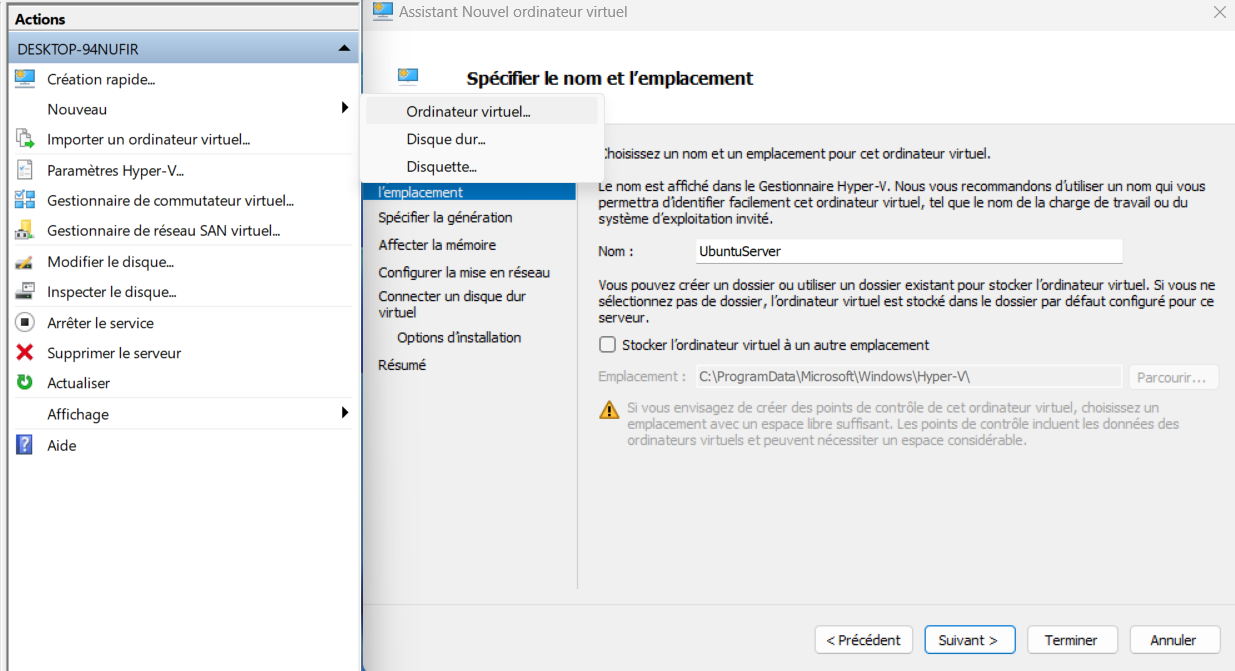 Actions
DESKTOP-94NUFIR
Création rapide...
Nouveau
Importer un ordinateur virtuel...
Paramètres Hyper-V...
Gestionnaire de commutateur virtuel...
Gestionnaire de réseau SAN virtuel...
Modifier le disque...
Inspecter le disque...
Arrêter le service
Supprimer le serveur
Actualiser
Affichage
Aide
Ordinateur virtuel...
Disque dur...
Disquette...
Assistant Nouvel ordinateur virtuel
Spécifier le nom et l'emplacement
l'emplacement
Spécifier la génération
Affecter la mémoire
Configurer la mise en réseau
Connecter un disque dur
virtuel
Options d'installation
Résumé
Choisissez un nom et un emplacement pour cet ordinateur virtuel.
Le nom est affiché dans le Gestionnaire Hyper-V. Nous vous recommandons d'utiliser un nom qui vous
permettra d'identifier facilement cet ordinateur virtuel, tel que le nom de la charge de travail ou du
système d'exploitation invité.
Nom : UbuntuServer
Vous pouvez créer un dossier ou utiliser un dossier existant pour stocker l'ordinateur virtuel. Si vous ne
sélectionnez pas de dossier, l'ordinateur virtuel est stocké dans le dossier par défaut configuré pour ce
serveur.
Stocker l'ordinateur virtuel à un autre emplacement
Emplacement : C:\ProgramData\Microsoft\Windows\Hyper-V\ Parcourir...
Si vous envisagez de créer des points de contrôle de cet ordinateur virtuel, choisissez un
emplacement avec un espace libre suffisant. Les points de contrôle incluent les données des
ordinateurs virtuels et peuvent nécessiter un espace considérable.
< Précédent Suivant > Terminer Annuler